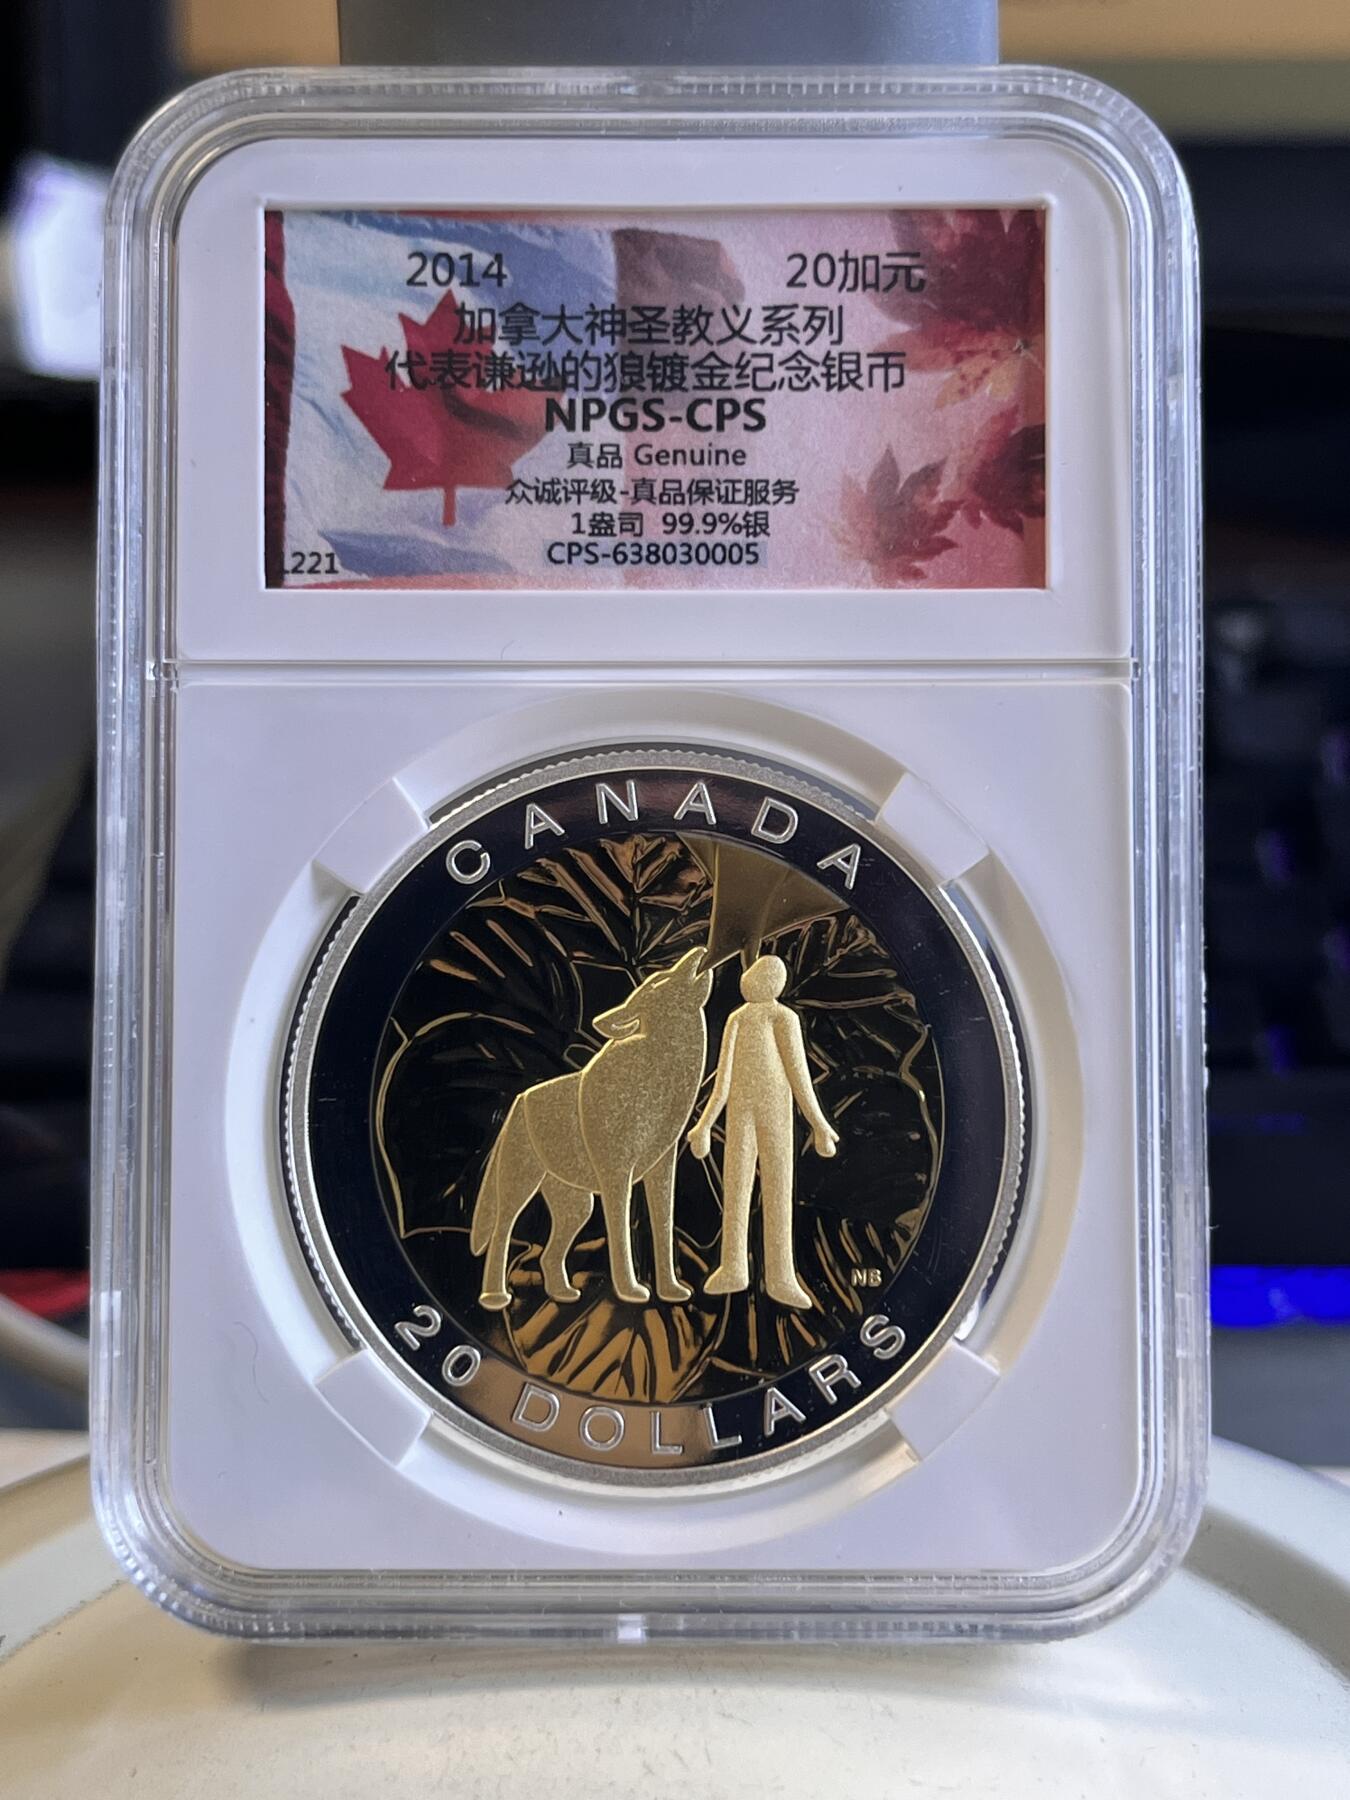 2014 20加元
加拿大神圣教义系列
代表谦逊的狼镀金纪念银币
NPGS-CPS
真品 Genuine
众诚评级-真品保证服务
1盎司 99.9%银
CPS-638030005
1221
CANADA
NB
20 DOLLARS